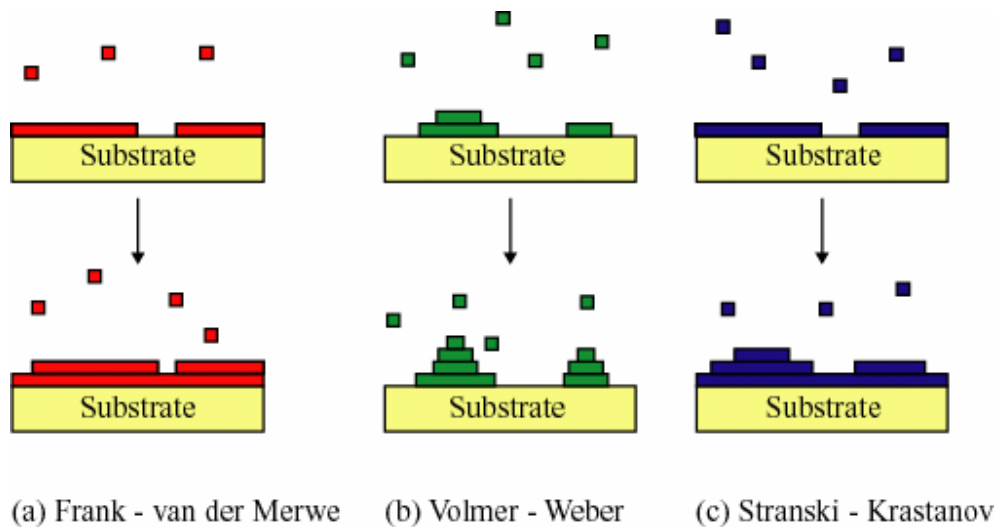 Substrate
Substrate
Substrate
Substrate
Substrate
Substrate
(a) Frank - van der Merwe
(b) Volmer - Weber
(c) Stranski - Krastanov